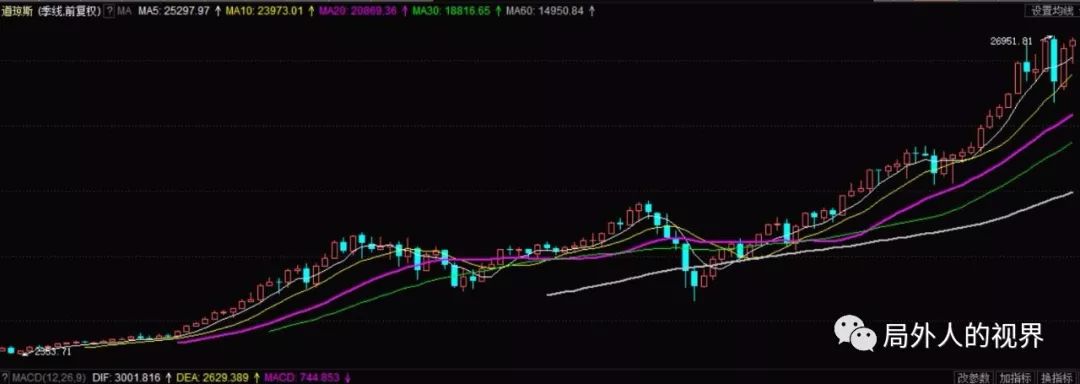 道琼斯 (季线,前复权) ? MA MA5: 25297.97 ↑ MA10: 23973.01 ↑ MA20: 20869.36 ↑ MA30: 18816.65 ↑ MA60: 14950.84 ↑ 设置均线
26951.81
局外人的视界
? MACD(12,26,9) DIF: 3001.816 ↑ DEA: 2629.389 ↑ MACD: 744.853 ↓ 改参数 加指标 换指标